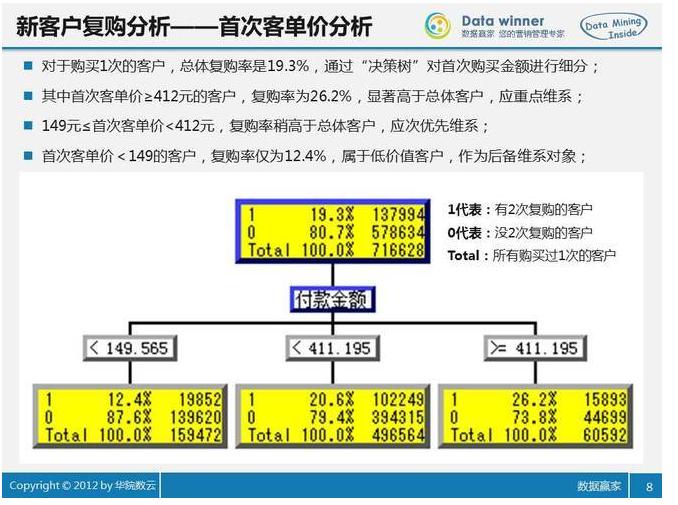 新客户复购分析——首次客单价分析
Data winner
数据赢家 您的营销管理专家
Data Mining
Inside
对于购买1次的客户，总体复购率是19.3%，通过“决策树”对首次购买金额进行细分；
其中首次客单价≥412元的客户，复购率为26.2%，显著高于总体客户，应重点维系；
149元≤首次客单价<412元，复购率稍高于总体客户，应次优先维系；
首次客单价＜149的客户，复购率仅为12.4%，属于低价值客户，作为后备维系对象；
1 19.3% 137994
0 80.7% 578634
Total 100.0% 716628
1代表：有2次复购的客户
0代表：没2次复购的客户
Total：所有购买过1次的客户
付款金额
< 149.565
< 411.195
>= 411.195
1 12.4% 19852
0 87.6% 139620
Total 100.0% 159472
1 20.6% 102249
0 79.4% 394315
Total 100.0% 496564
1 26.2% 15893
0 73.8% 44699
Total 100.0% 60592
Copyright © 2012 by 华院数云
数据赢家
8